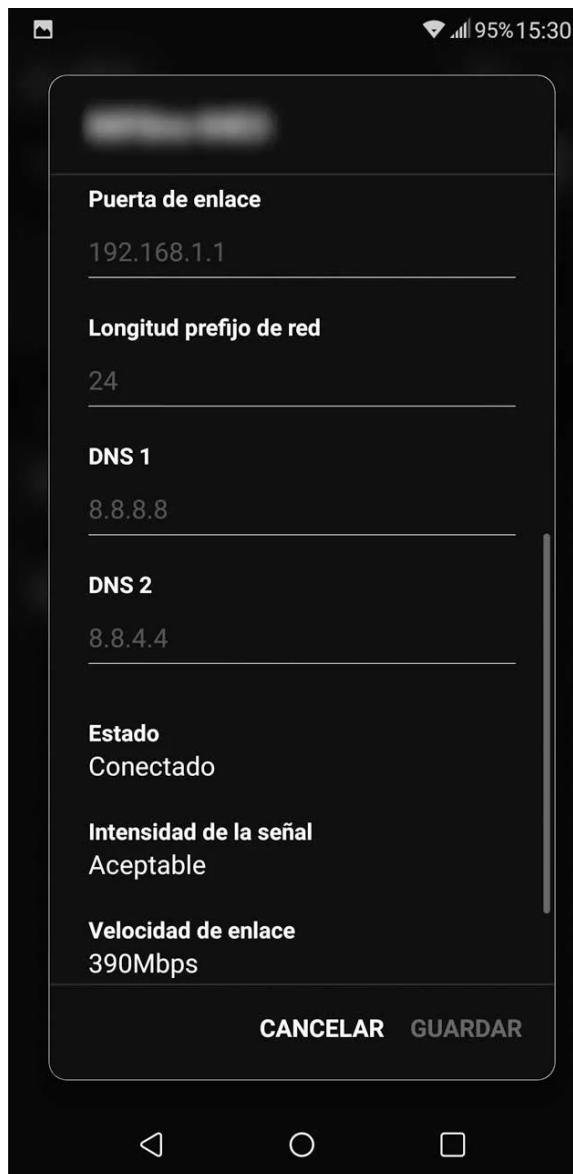 95% 15:30
Puerta de enlace
192.168.1.1
Longitud prefijo de red
24
DNS 1
8.8.8.8
DNS 2
8.8.4.4
Estado
Conectado
Intensidad de la señal
Aceptable
Velocidad de enlace
390Mbps
CANCELAR GUARDAR